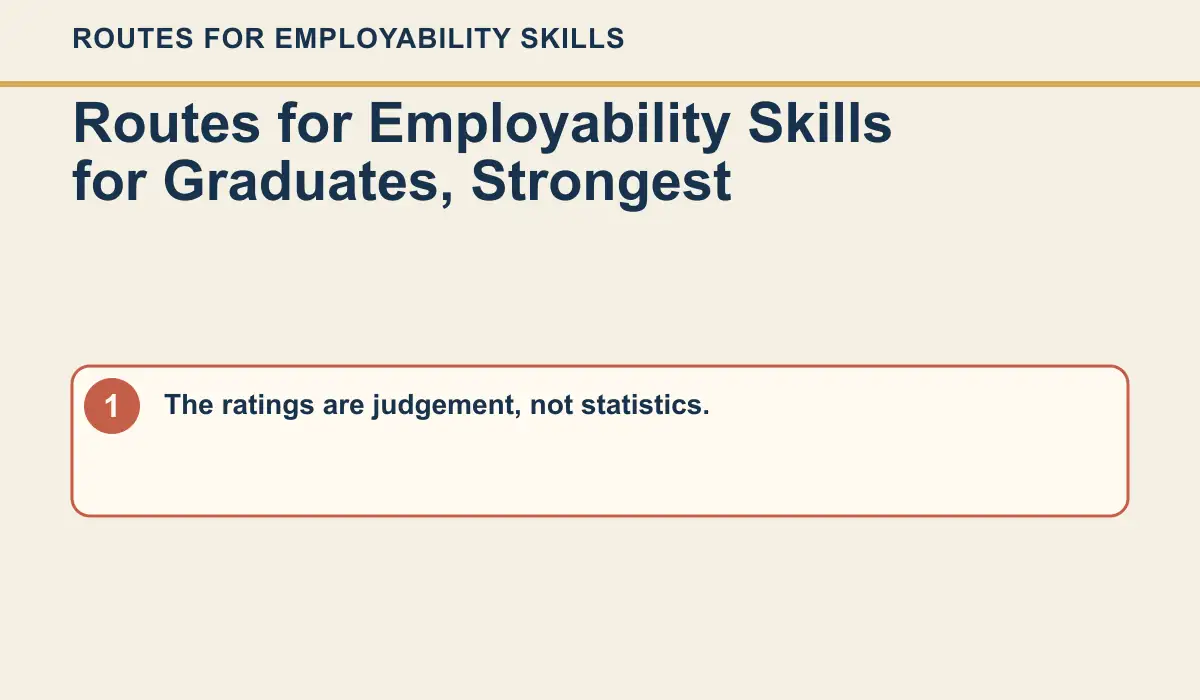 ROUTES FOR EMPLOYABILITY SKILLS
Routes for Employability Skills
for Graduates, Strongest
1
The ratings are judgement, not statistics.